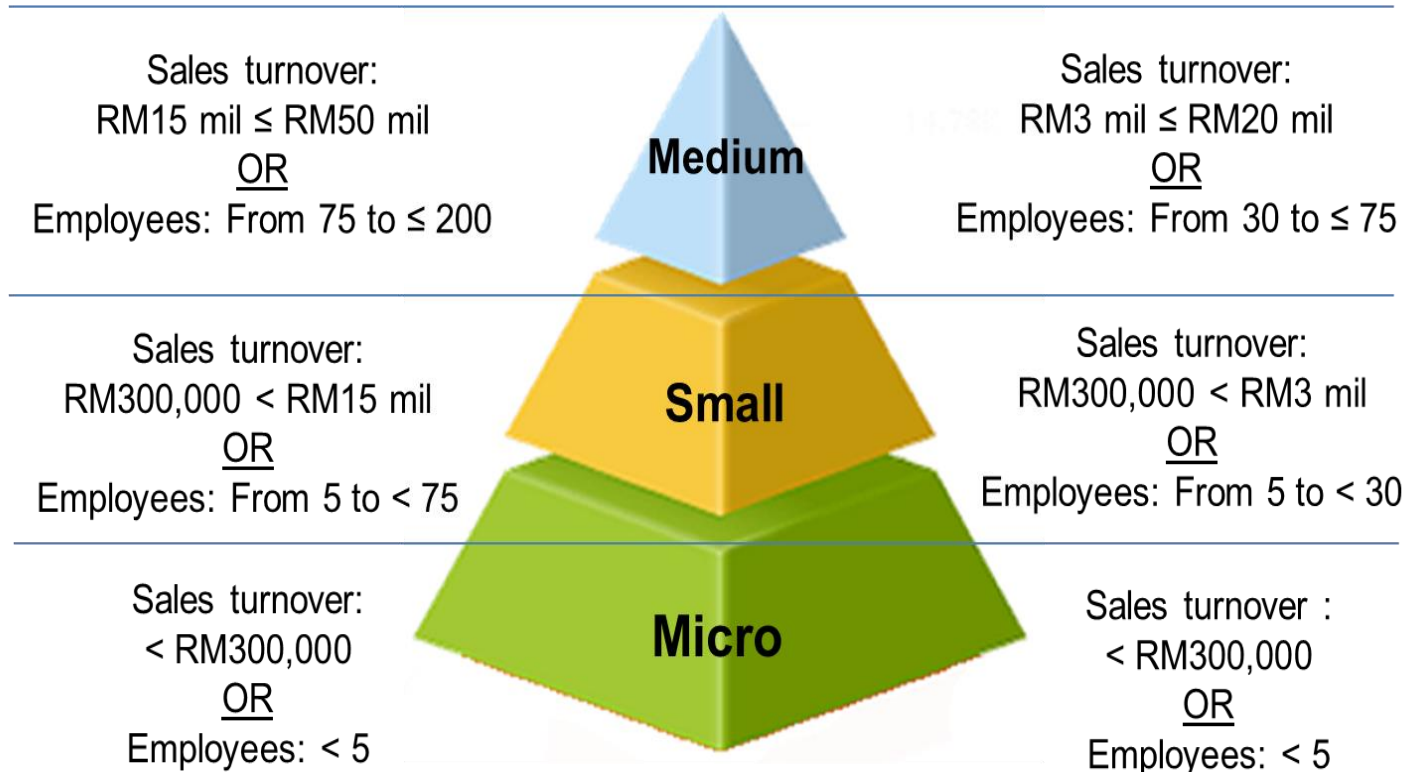 Sales turnover:
RM15 mil ≤ RM50 mil
OR
Employees: From 75 to ≤ 200
Medium
Sales turnover:
RM3 mil ≤ RM20 mil
OR
Employees: From 30 to ≤ 75
Sales turnover:
RM300,000 < RM15 mil
OR
Employees: From 5 to < 75
Small
Sales turnover:
RM300,000 < RM3 mil
OR
Employees: From 5 to < 30
Sales turnover:
< RM300,000
OR
Employees: < 5
Micro
Sales turnover :
< RM300,000
OR
Employees: < 5